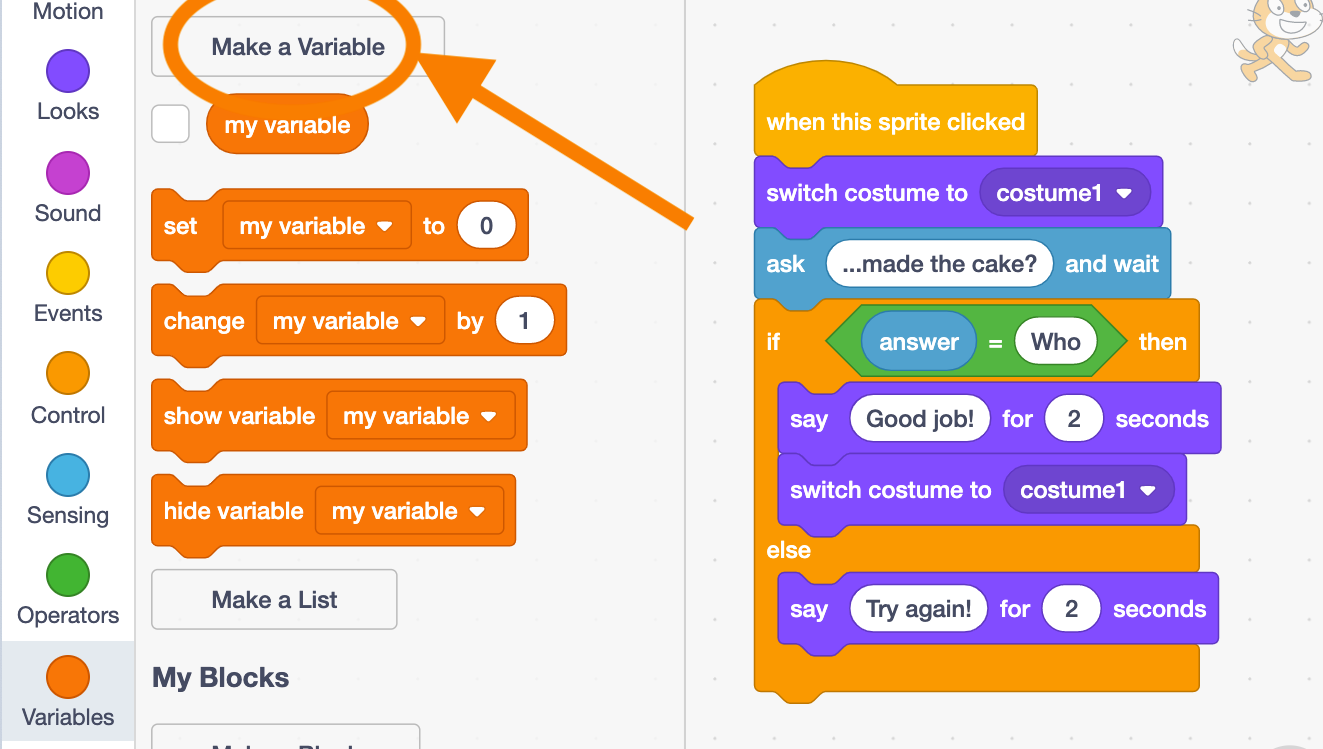 Motion
Looks
Sound
Events
Control
Sensing
Operators
Variables
Make a Variable
my variable
set my variable to 0
change my variable by 1
show variable my variable
hide variable my variable
Make a List
My Blocks
when this sprite clicked
switch costume to costume1
ask ...made the cake? and wait
if answer = Who then
say Good job! for 2 seconds
switch costume to costume1
else
say Try again! for 2 seconds